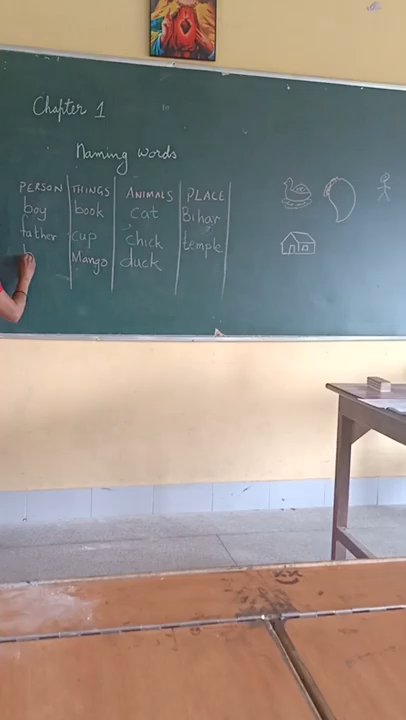 Chapter 1
Naming words
PERSON THINGS ANIMALS PLACE
boy book cat Bihar
father cup chick temple
Mango duck